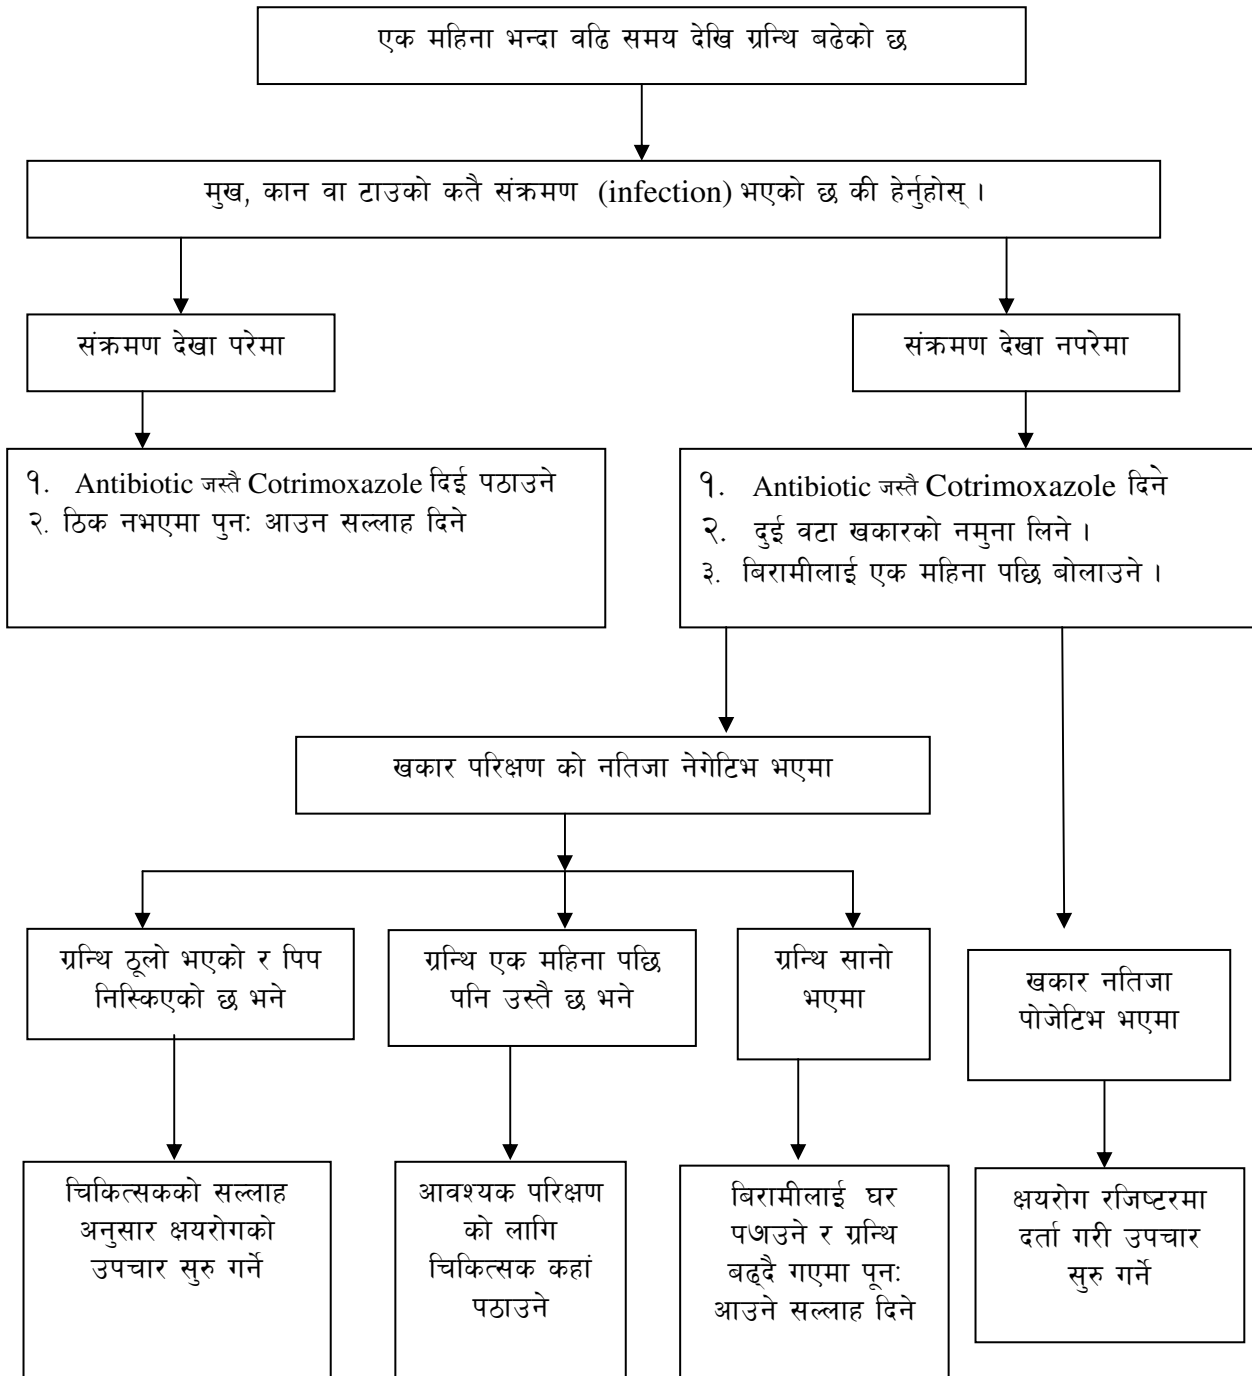 एक महिना भन्दा वढि समय देखि ग्रन्थि बढेको छ
मुख, कान वा टाउको कतै संक्रमण (infection) भएको छ की हेर्नुहोस् ।
संक्रमण देखा परेमा
संक्रमण देखा नपरेमा
१. Antibiotic जस्तै Cotrimoxazole दिई पठाउने
२. ठिक नभएमा पुनः आउन सल्लाह दिने
१. Antibiotic जस्तै Cotrimoxazole दिने
२. दुई वटा खकारको नमुना लिने ।
३. बिरामीलाई एक महिना पछि बोलाउने ।
खकार परिक्षण को नतिजा नेगेटिभ भएमा
ग्रन्थि ठूलो भएको र पिप
निस्किएको छ भने
ग्रन्थि एक महिना पछि
पनि उस्तै छ भने
ग्रन्थि सानो
भएमा
खकार नतिजा
पोजेटिभ भएमा
चिकित्सकको सल्लाह
अनुसार क्षयरोगको
उपचार सुरु गर्ने
आवश्यक परिक्षण
को लागि
चिकित्सक कहां
पठाउने
बिरामीलाई घर
पष्ठाउने र ग्रन्थि
बढ्दै गएमा पूनः
आउने सल्लाह दिने
क्षयरोग रजिष्टरमा
दर्ता गरी उपचार
सुरु गर्ने